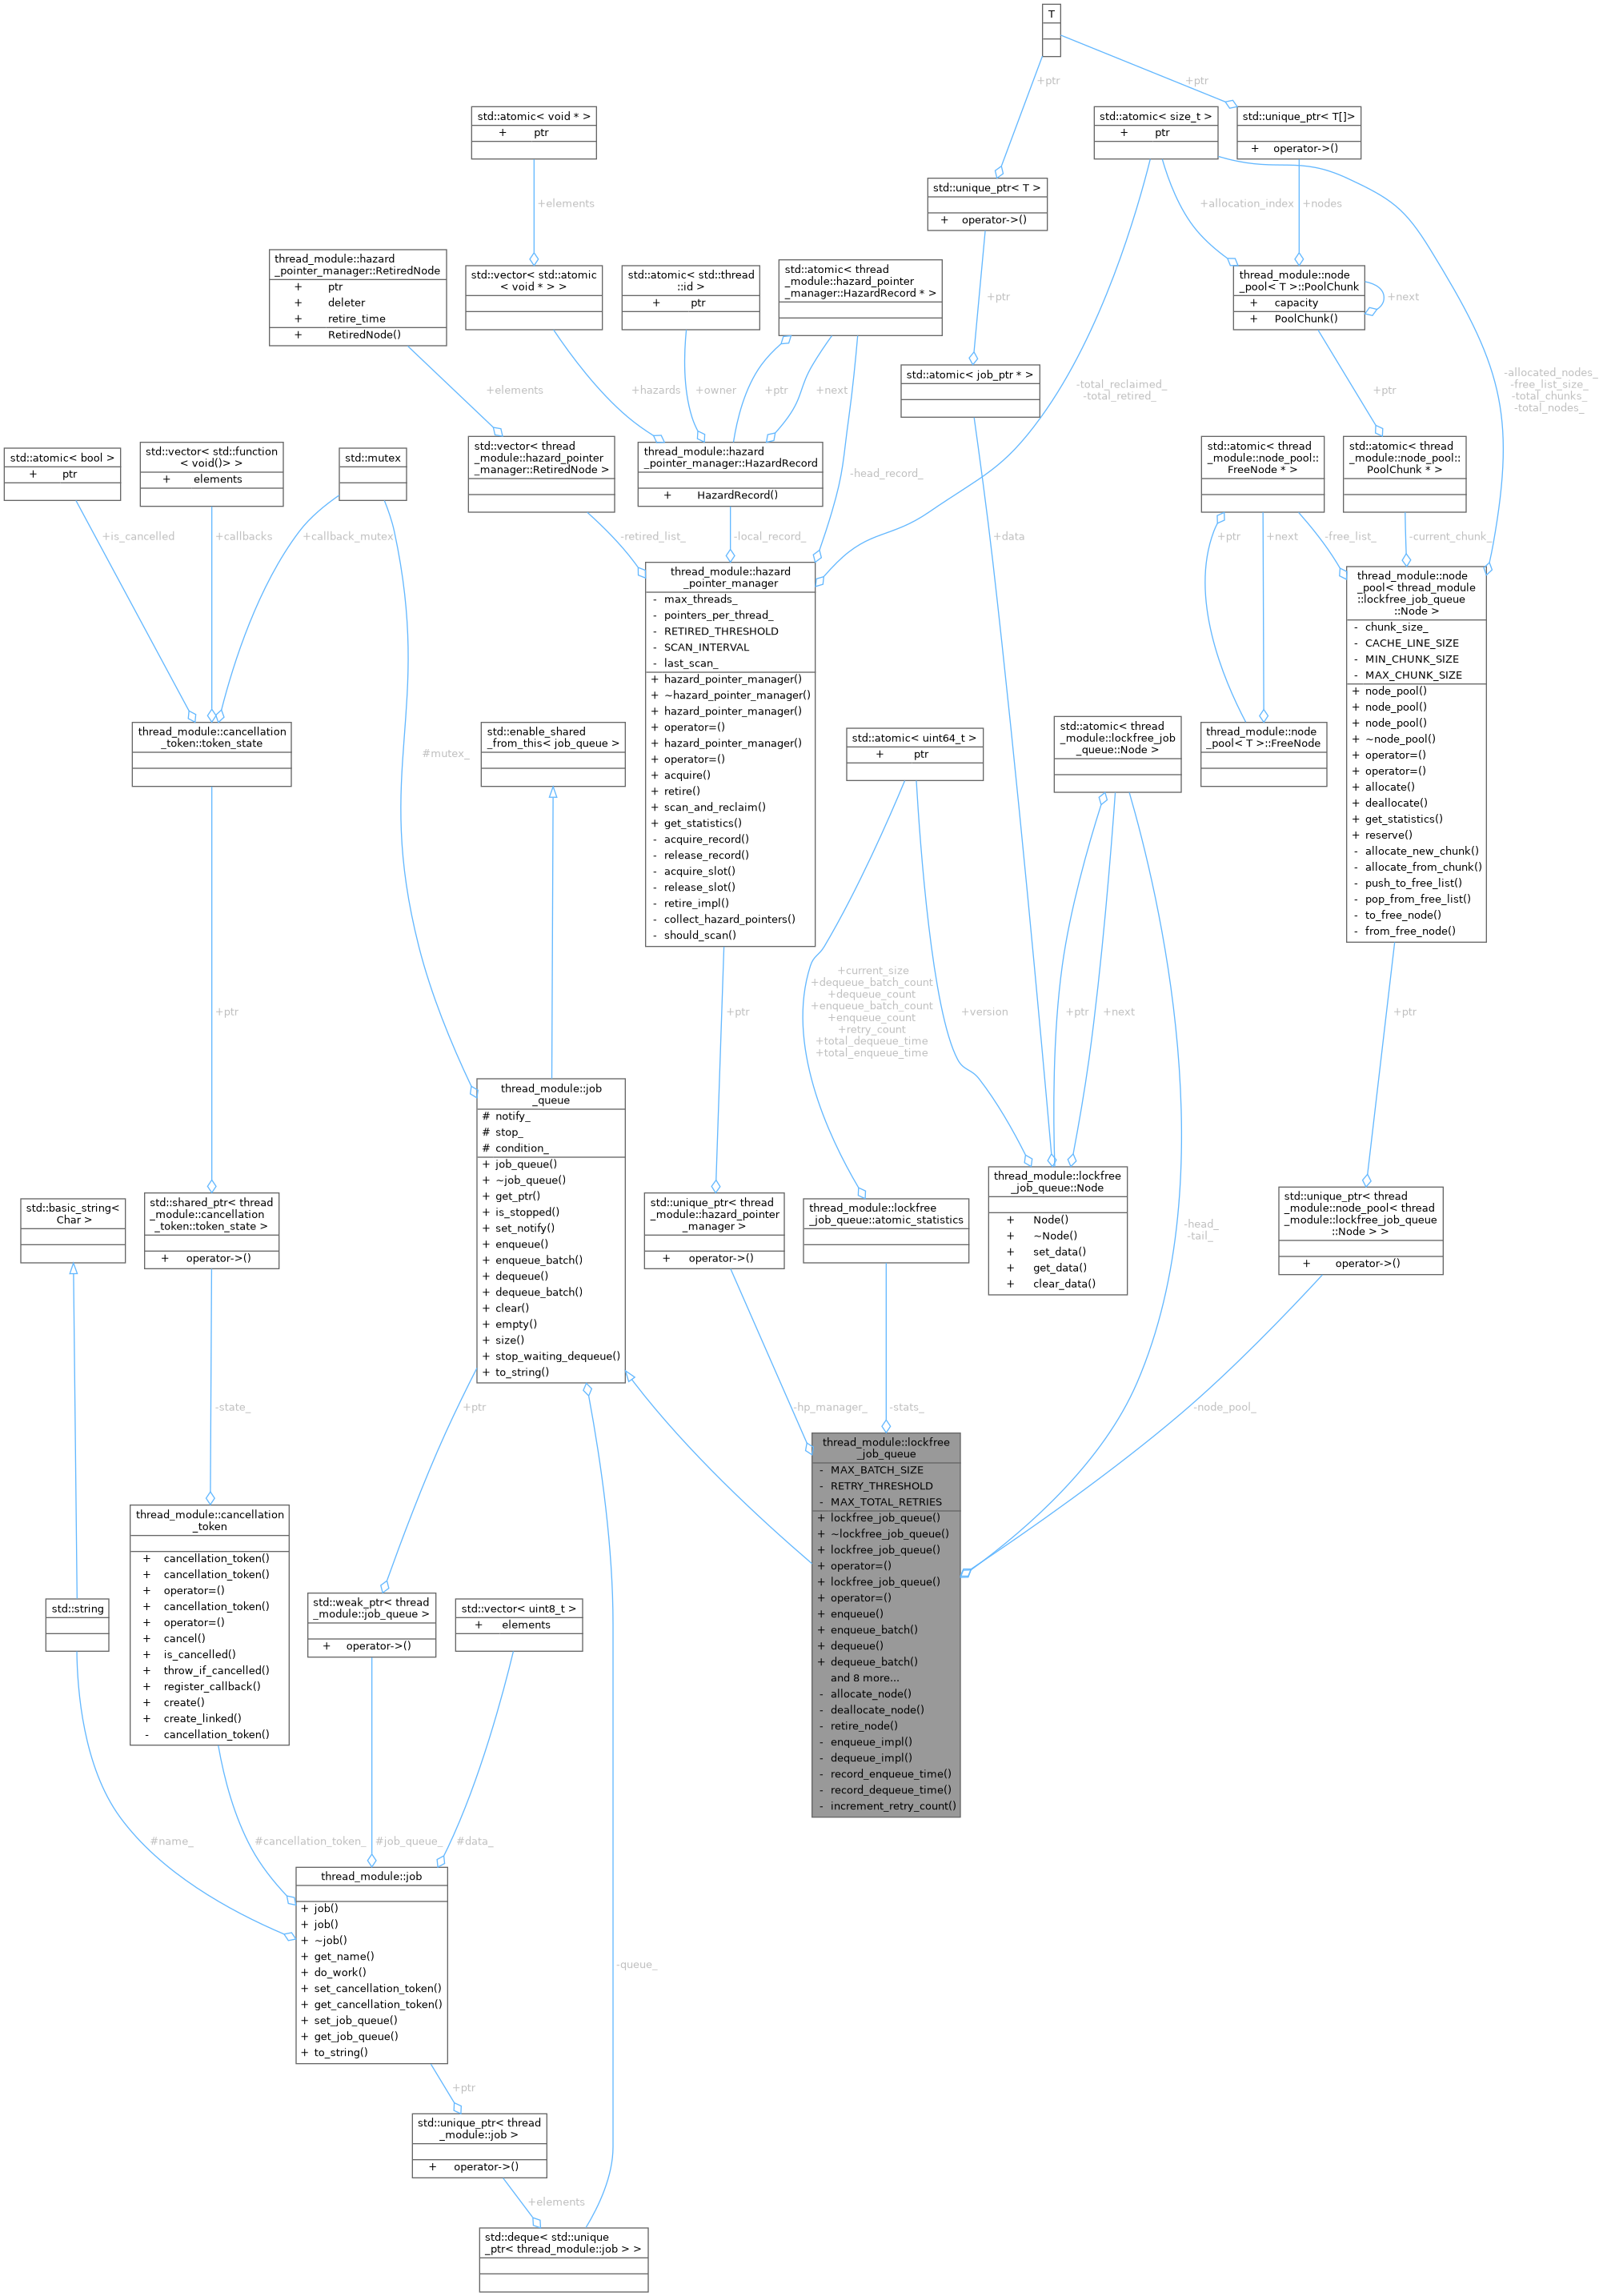 T
+ptr
+ptr
std::atomic< void * >
+ ptr
std::atomic< size_t >
+ ptr
std::unique_ptr< T[]>
+ operator->()
std::unique_ptr< T >
+ operator->()
+elements
+allocation_index
+nodes
thread_module::hazard
_pointer_manager::RetiredNode
+ ptr
+ deleter
+ retire_time
+ RetiredNode()
std::vector< std::atomic
< void * > >
std::atomic< std::thread
::id >
+ ptr
std::atomic< thread
_module::hazard_pointer
_manager::HazardRecord * >
+ptr
thread_module::node
_pool< T >::PoolChunk
+ capacity
+ PoolChunk()
+next
std::atomic< job_ptr * >
+elements
+hazards
+owner
+ptr
+next
-total_reclaimed_
-total_retired_
+ptr
-allocated_nodes_
-free_list_size_
-total_chunks_
-total_nodes_
std::atomic< bool >
+ ptr
std::vector< std::function
< void()> >
+ elements
std::mutex
std::vector< thread
_module::hazard_pointer
_manager::RetiredNode >
thread_module::hazard
_pointer_manager::HazardRecord
+ HazardRecord()
-head_record_
std::atomic< thread
_module::node_pool::
FreeNode * >
std::atomic< thread
_module::node_pool::
PoolChunk * >
+is_cancelled
+callbacks
+callback_mutex
-retired_list_
-local_record_
+data
+ptr
+next
-free_list_
-current_chunk_
thread_module::hazard
_pointer_manager
- max_threads_
- pointers_per_thread_
- RETIRED_THRESHOLD
- SCAN_INTERVAL
- last_scan_
+ hazard_pointer_manager()
+ ~hazard_pointer_manager()
+ hazard_pointer_manager()
+ operator=()
+ hazard_pointer_manager()
+ operator=()
+ acquire()
+ retire()
+ scan_and_reclaim()
+ get_statistics()
- acquire_record()
- release_record()
- acquire_slot()
- release_slot()
- retire_impl()
- collect_hazard_pointers()
- should_scan()
thread_module::node
_pool< thread_module
::lockfree_job_queue
::Node >
- chunk_size_
- CACHE_LINE_SIZE
- MIN_CHUNK_SIZE
- MAX_CHUNK_SIZE
+ node_pool()
+ node_pool()
+ node_pool()
+ ~node_pool()
+ operator=()
+ operator=()
+ allocate()
+ deallocate()
+ get_statistics()
+ reserve()
- allocate_new_chunk()
- allocate_from_chunk()
- push_to_free_list()
- pop_from_free_list()
- to_free_node()
- from_free_node()
thread_module::cancellation
_token::token_state
#mutex_
std::enable_shared
_from_this< job_queue >
std::atomic< uint64_t >
+ ptr
std::atomic< thread
_module::lockfree_job
_queue::Node >
thread_module::node
_pool< T >::FreeNode
+ptr
+ptr
+current_size
+dequeue_batch_count
+dequeue_count
+enqueue_batch_count
+enqueue_count
+retry_count
+total_dequeue_time
+total_enqueue_time
+version
+ptr
+next
+ptr
thread_module::job
_queue
# notify_
# stop_
# condition_
+ job_queue()
+ ~job_queue()
+ get_ptr()
+ is_stopped()
+ set_notify()
+ enqueue()
+ enqueue_batch()
+ dequeue()
+ dequeue_batch()
+ clear()
+ empty()
+ size()
+ stop_waiting_dequeue()
+ to_string()
std::basic_string<
Char >
std::shared_ptr< thread
_module::cancellation
_token::token_state >
+ operator->()
std::unique_ptr< thread
_module::hazard_pointer
_manager >
+ operator->()
thread_module::lockfree
_job_queue::atomic_statistics
thread_module::lockfree
_job_queue::Node
+ Node()
+ ~Node()
+ set_data()
+ get_data()
+ clear_data()
-head_
-tail_
std::unique_ptr< thread
_module::node_pool< thread
_module::lockfree_job_queue
::Node > >
+ operator->()
-state_
+ptr
-hp_manager_
-stats_
-node_pool_
thread_module::lockfree
_job_queue
- MAX_BATCH_SIZE
- RETRY_THRESHOLD
- MAX_TOTAL_RETRIES
+ lockfree_job_queue()
+ ~lockfree_job_queue()
+ lockfree_job_queue()
+ operator=()
+ lockfree_job_queue()
+ operator=()
+ enqueue()
+ enqueue_batch()
+ dequeue()
+ dequeue_batch()
and 8 more...
- allocate_node()
- deallocate_node()
- retire_node()
- enqueue_impl()
- dequeue_impl()
- record_enqueue_time()
- record_dequeue_time()
- increment_retry_count()
thread_module::cancellation
_token
+ cancellation_token()
+ cancellation_token()
+ operator=()
+ cancellation_token()
+ operator=()
+ cancel()
+ is_cancelled()
+ throw_if_cancelled()
+ register_callback()
+ create()
+ create_linked()
- cancellation_token()
std::string
std::weak_ptr< thread
_module::job_queue >
+ operator->()
std::vector< uint8_t >
+ elements
#name_
#cancellation_token_
#job_queue_
#data_
thread_module::job
+ job()
+ job()
+ ~job()
+ get_name()
+ do_work()
+ set_cancellation_token()
+ get_cancellation_token()
+ set_job_queue()
+ get_job_queue()
+ to_string()
-queue_
+ptr
std::unique_ptr< thread
_module::job >
+ operator->()
+elements
std::deque< std::unique
_ptr< thread_module::job > >